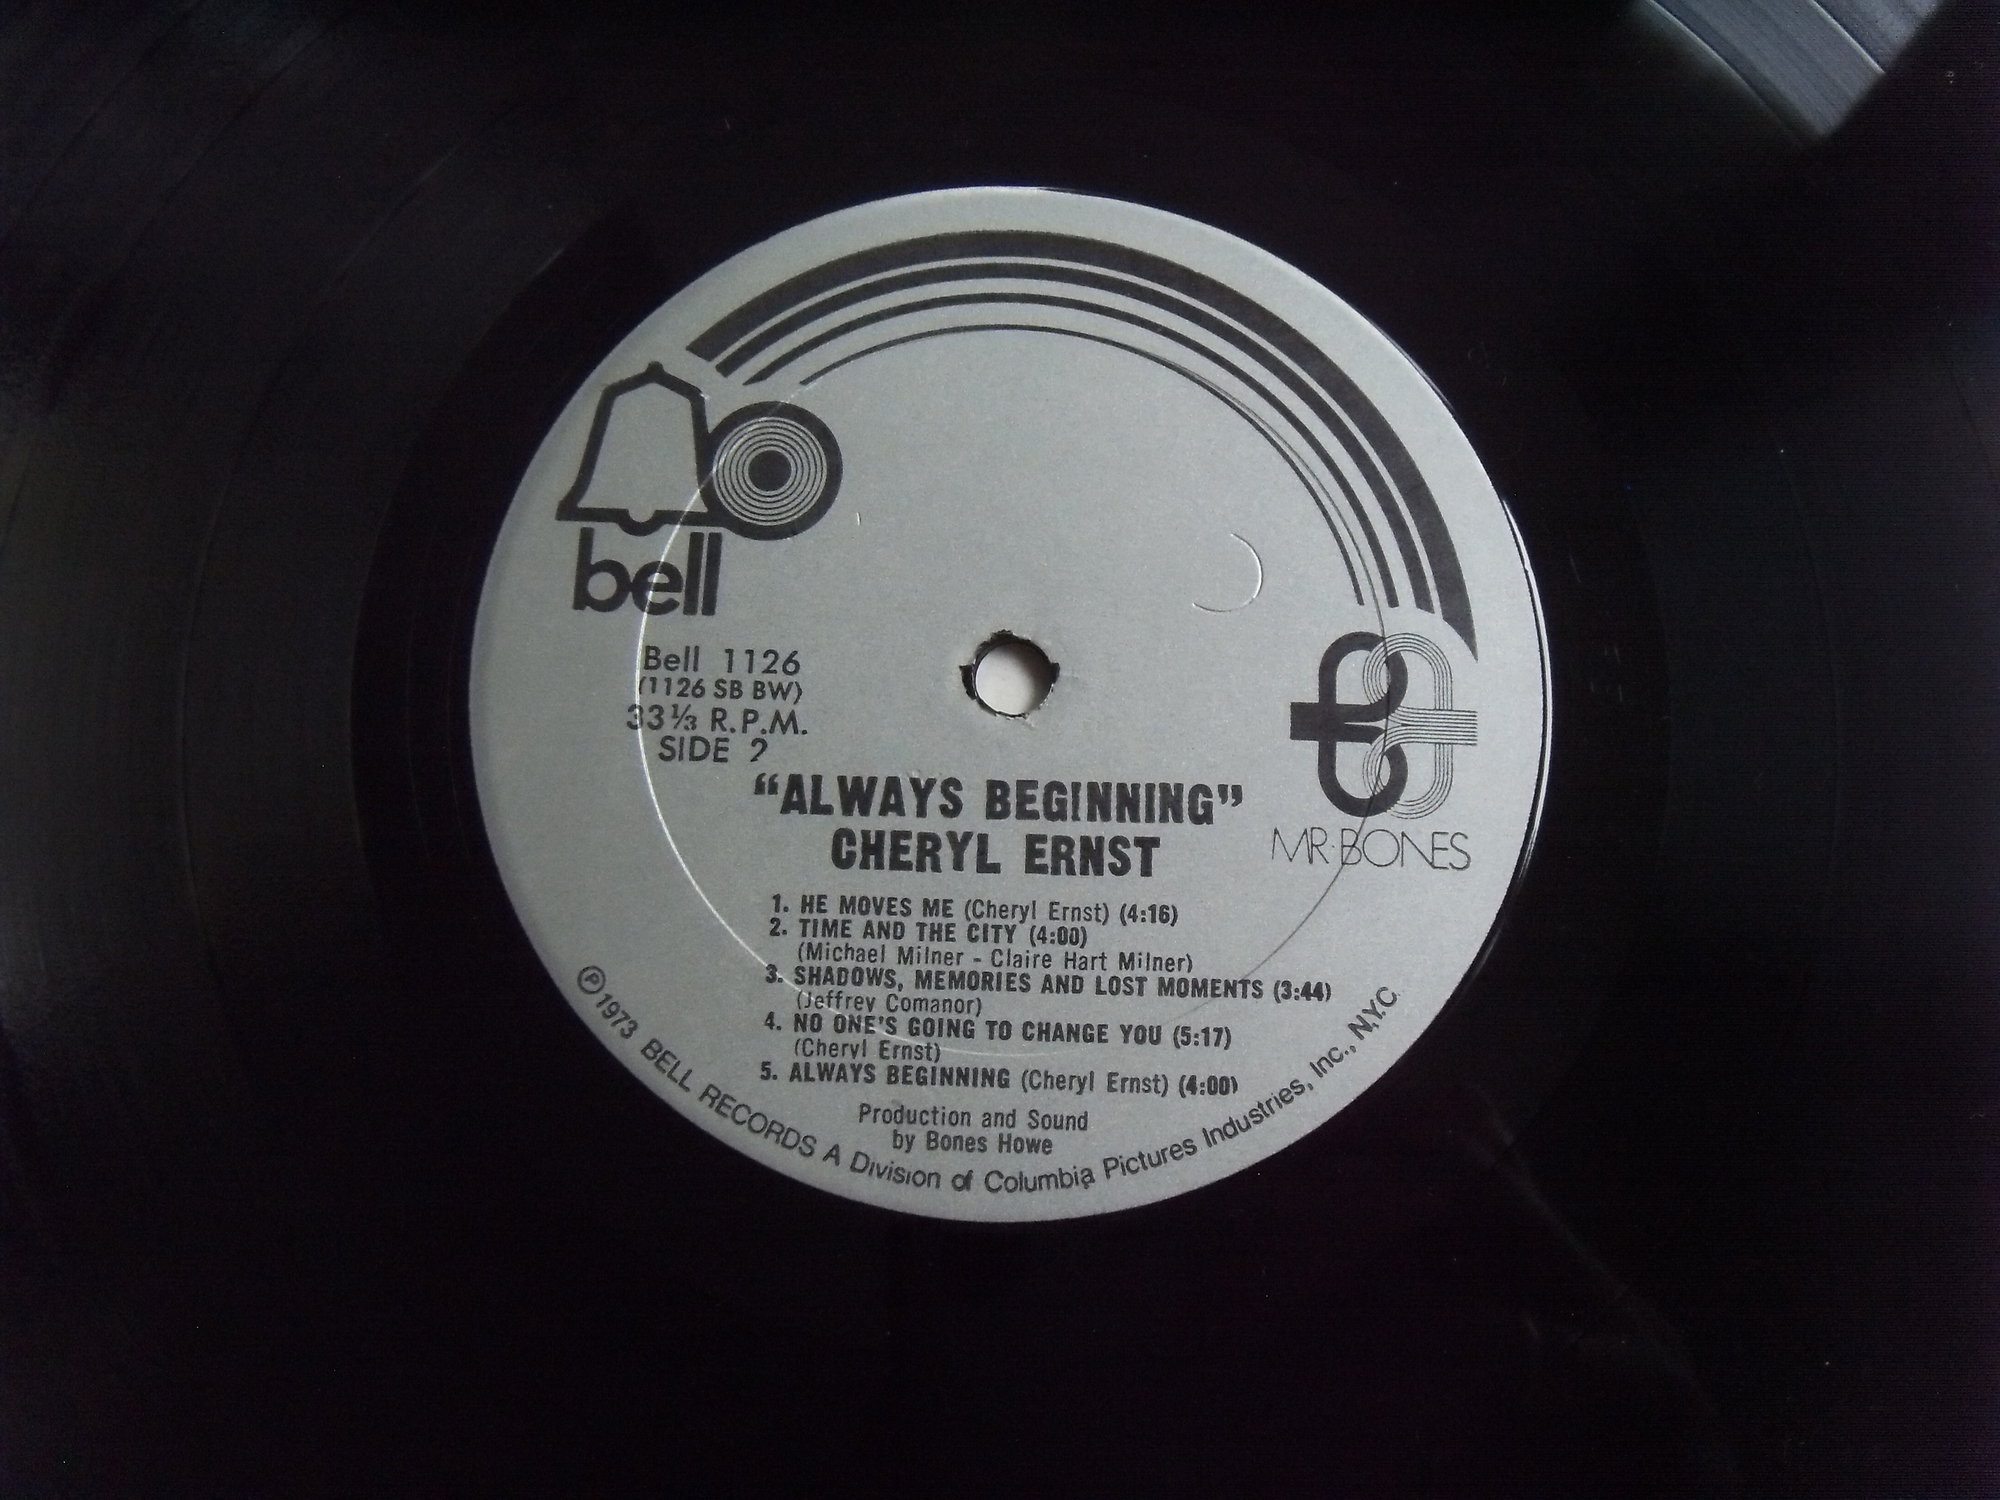 bell
Bell 1126
(1126 SB BW)
33⅓ R.P.M.
SIDE 2
MR. BONES
“ALWAYS BEGINNING”
CHERYL ERNST
1. HE MOVES ME (Cheryl Ernst) (4:16)
2. TIME AND THE CITY (4:00)
(Michael Milner - Claire Hart Milner)
3. SHADOWS, MEMORIES AND LOST MOMENTS (3:44)
(Jeffrey Comanor)
4. NO ONE'S GOING TO CHANGE YOU (5:17)
(Cheryl Ernst)
5. ALWAYS BEGINNING (Cheryl Ernst) (4:00)
Production and Sound
by Bones Howe
℗1973 BELL RECORDS A Division of Columbia Pictures Industries, Inc., N.Y.C.